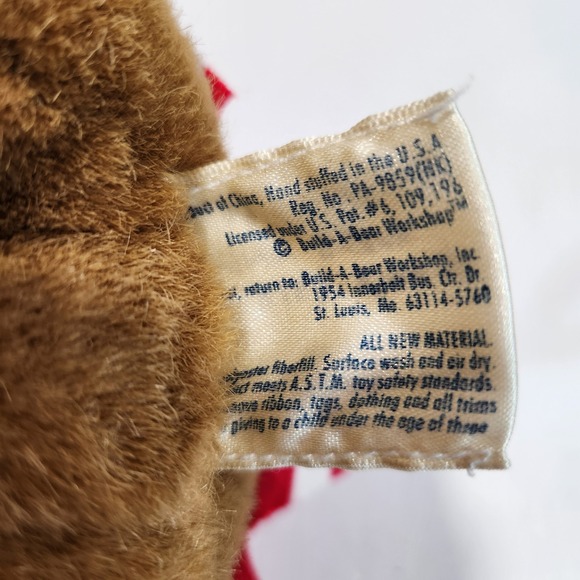 of China, Hand stuffed in the U.S.A
Reg. No. PA-9859(HK)
Licensed under U.S. Pat.#6,109,196
© Build-A-Bear Workshop™
return to: Build-A-Bear Workshop, Inc.
1954 Innerbelt Bus. Ctr. Dr
St. Louis, Mo 63114-5760
ALL NEW MATERIAL
fiberfill. Surface wash and air dry.
meets A.S.T.M. toy safety standards.
ribbon, tags, clothing and all trims
giving to a child under the age of three